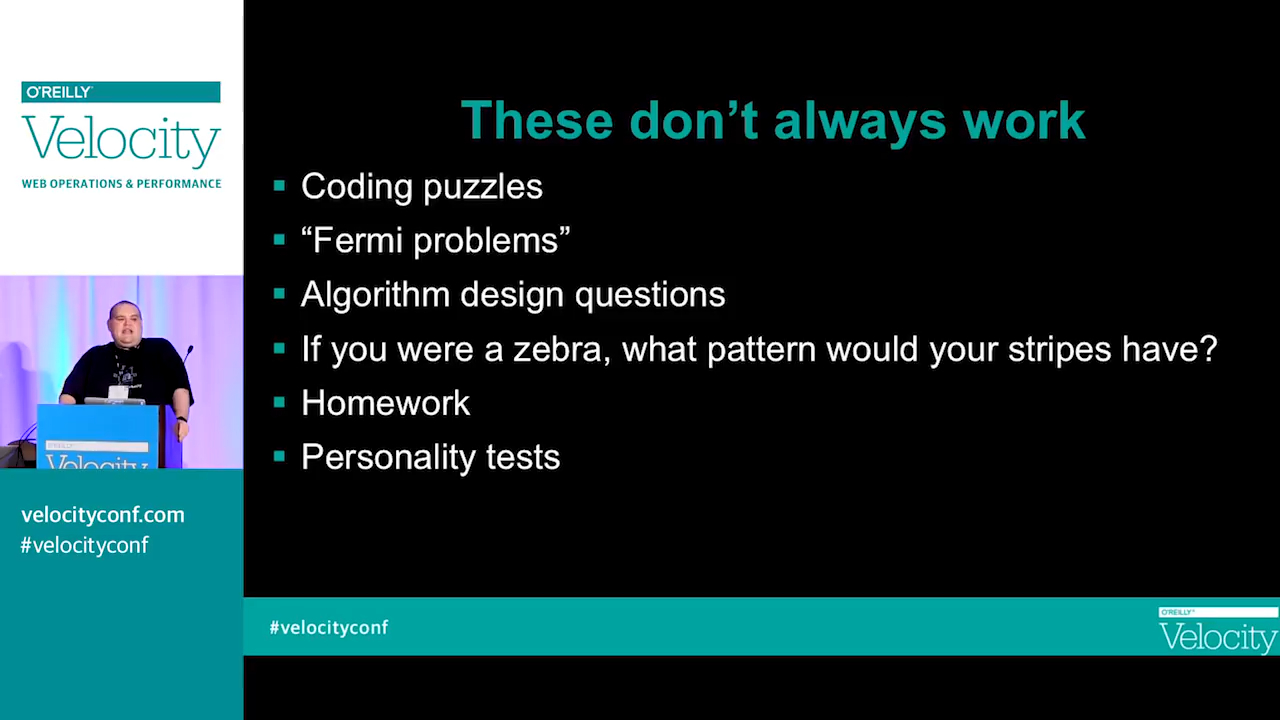 O'REILLY
Velocity
WEB OPERATIONS & PERFORMANCE
Velocity
velocityconf.com
#velocityconf
These don’t always work
Coding puzzles
“Fermi problems”
Algorithm design questions
If you were a zebra, what pattern would your stripes have?
Homework
Personality tests
#velocityconf
O'REILLY
Velocity